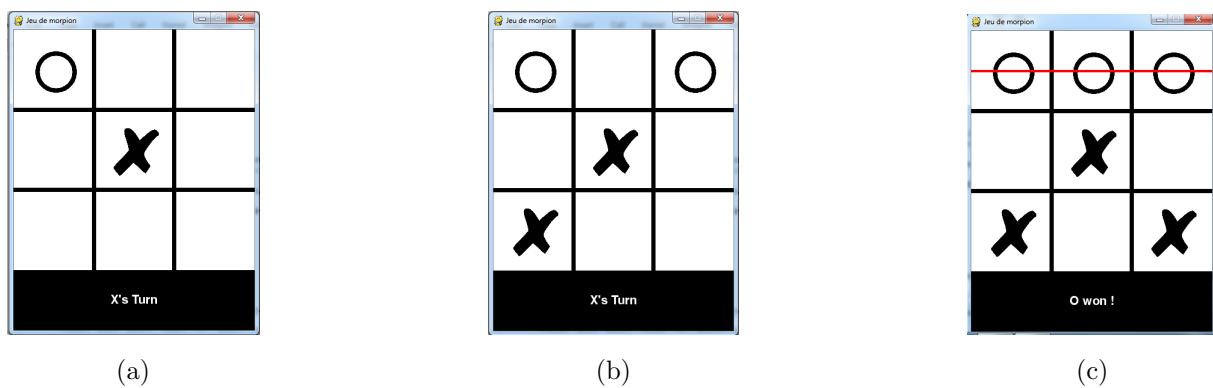 Jeu de morpion
X's Turn
(a)
Jeu de morpion
X's Turn
(b)
Jeu de morpion
O won !
(c)